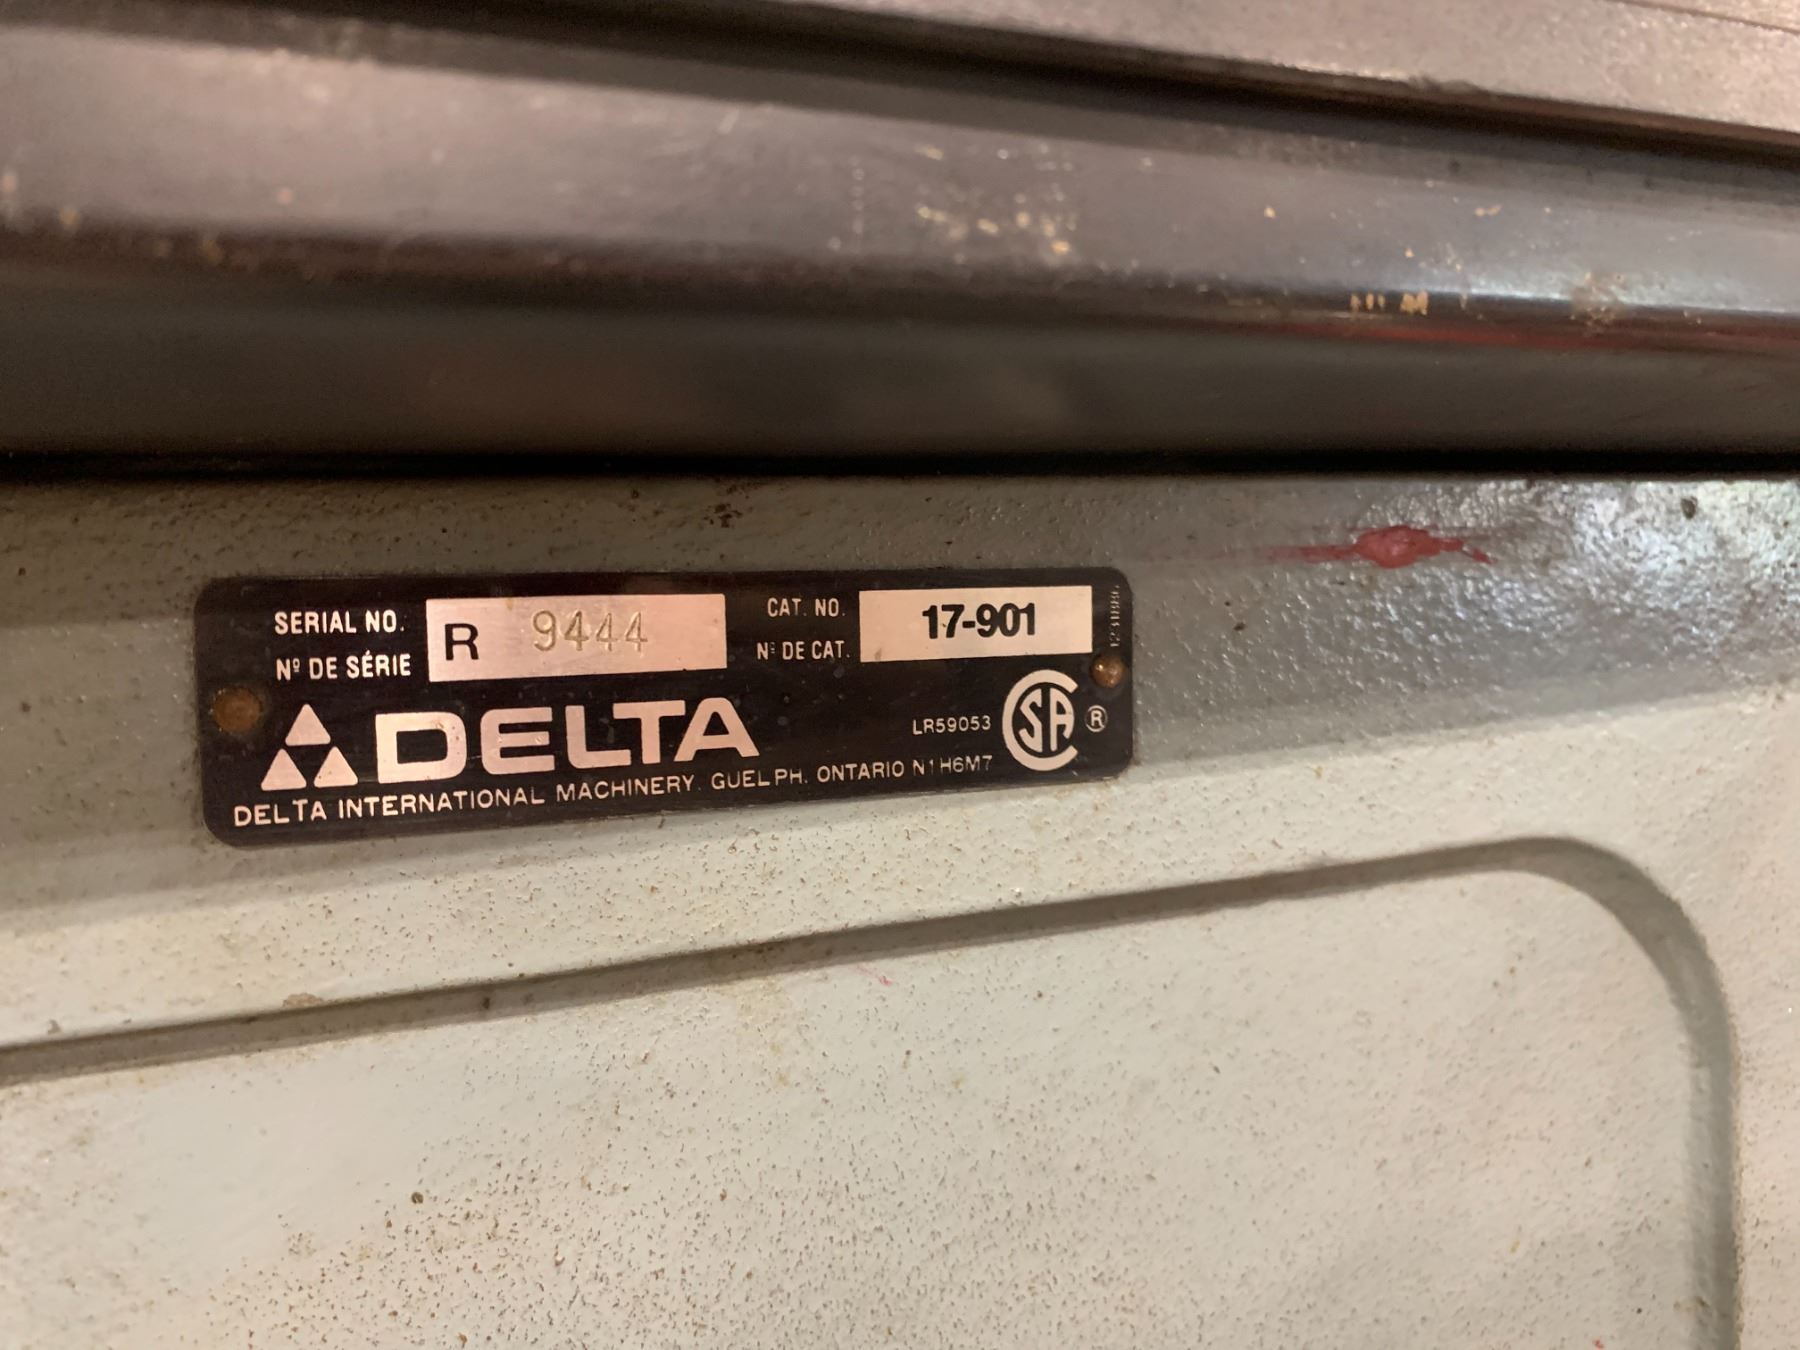 SERIAL NO. R 9444 CAT. NO. 17-901
Nº DE SÉRIE Nº DE CAT.
DELTA LR59053 CSA ®
DELTA INTERNATIONAL MACHINERY. GUELPH. ONTARIO N1H6M7